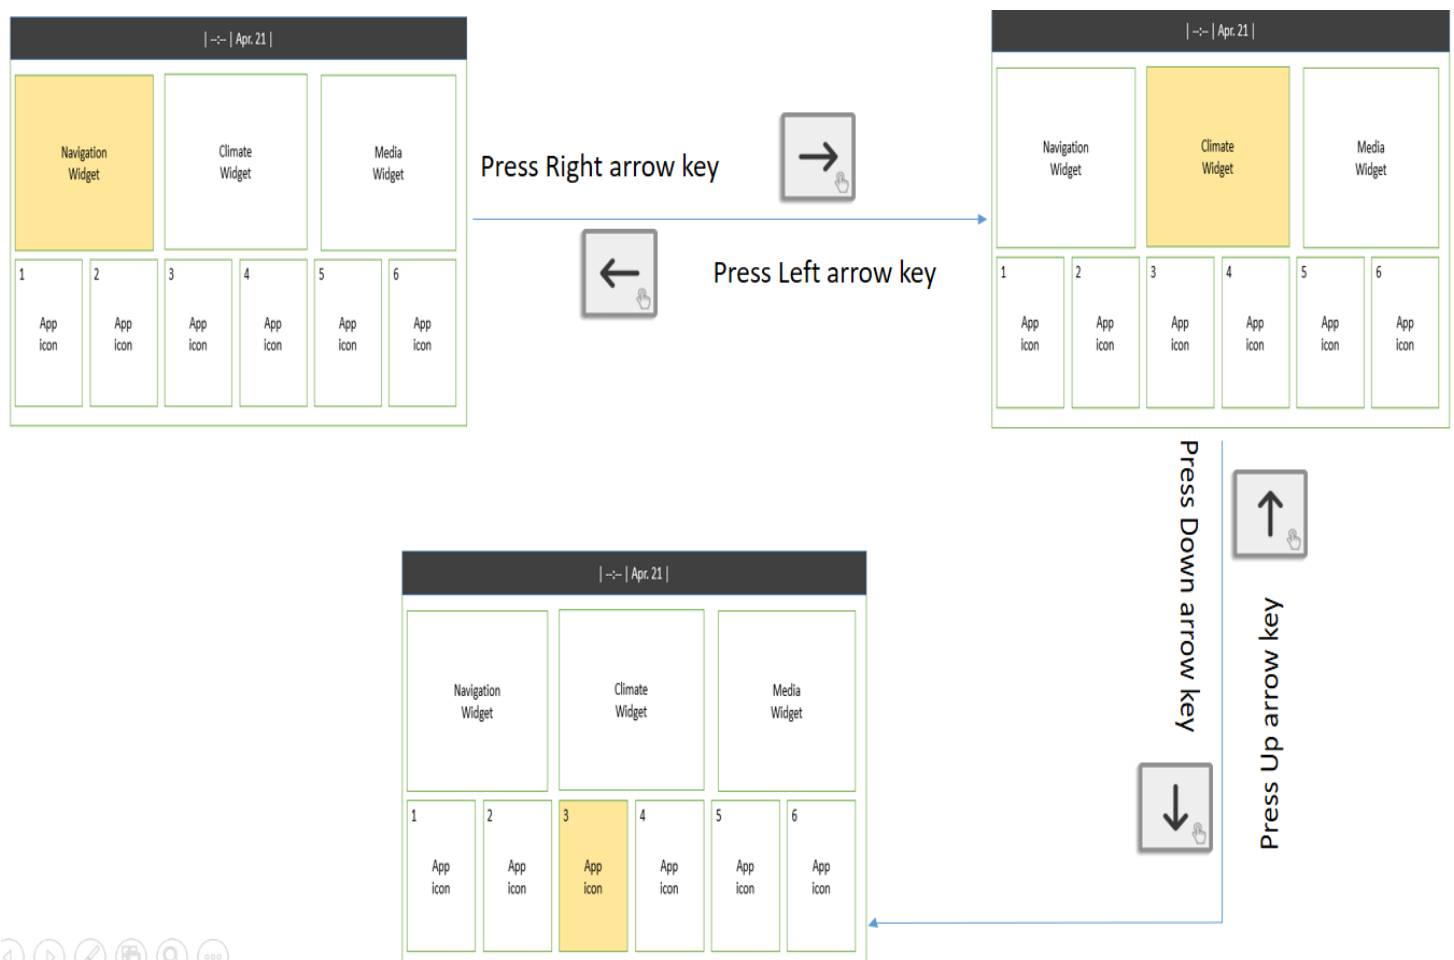 | --:-- | Apr. 21 |
Navigation
Widget
Climate
Widget
Media
Widget
1
App
icon
2
App
icon
3
App
icon
4
App
icon
5
App
icon
6
App
icon
Press Right arrow key
Press Left arrow key
| --:-- | Apr. 21 |
Navigation
Widget
Climate
Widget
Media
Widget
1
App
icon
2
App
icon
3
App
icon
4
App
icon
5
App
icon
6
App
icon
Press Down arrow key
Press Up arrow key
| --:-- | Apr. 21 |
Navigation
Widget
Climate
Widget
Media
Widget
1
App
icon
2
App
icon
3
App
icon
4
App
icon
5
App
icon
6
App
icon